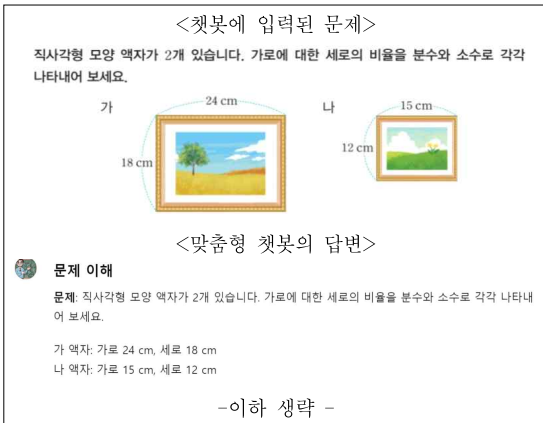 <챗봇에 입력된 문제>
직사각형 모양 액자가 2개 있습니다. 가로에 대한 세로의 비율을 분수와 소수로 각각
나타내어 보세요.
가
24 cm
18 cm
나
15 cm
12 cm
<맞춤형 챗봇의 답변>
문제 이해
문제: 직사각형 모양 액자가 2개 있습니다. 가로에 대한 세로의 비율을 분수와 소수로 각각 나타내
어 보세요.
가 액자: 가로 24 cm, 세로 18 cm
나 액자: 가로 15 cm, 세로 12 cm
-이하 생략 -